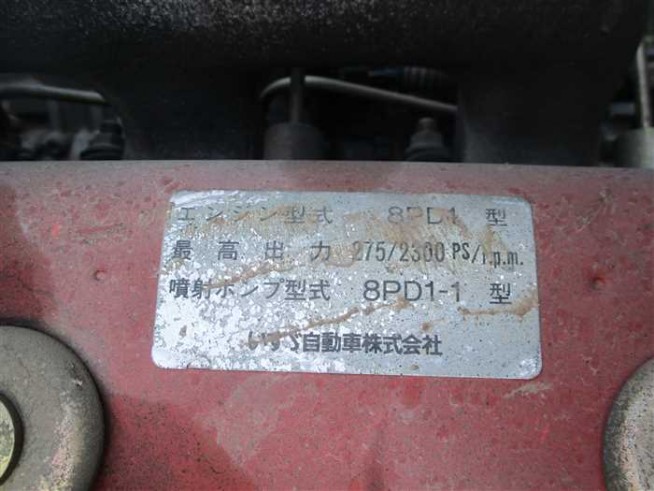 エンジン型式 8PD1 型
最高出力 275/2300 PS/r.p.m.
噴射ポンプ型式 8PD1-1 型
いすゞ自動車株式会社